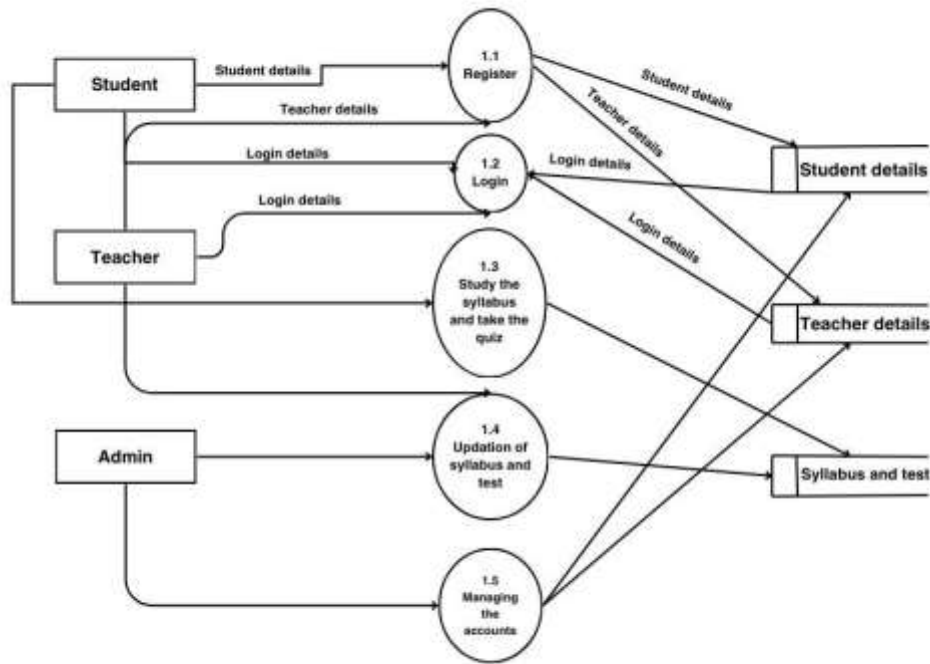 1.1
Register
Student
Student details
Student details
Teacher details
Teacher details
Login details
1.2
Login
Login details
Student details
Login details
Login details
Teacher
1.3
Study the
syllabus
and take the
quiz
Teacher details
1.4
Updation of
syllabus and
test
Admin
Syllabus and test
1.5
Managing
the
accounts